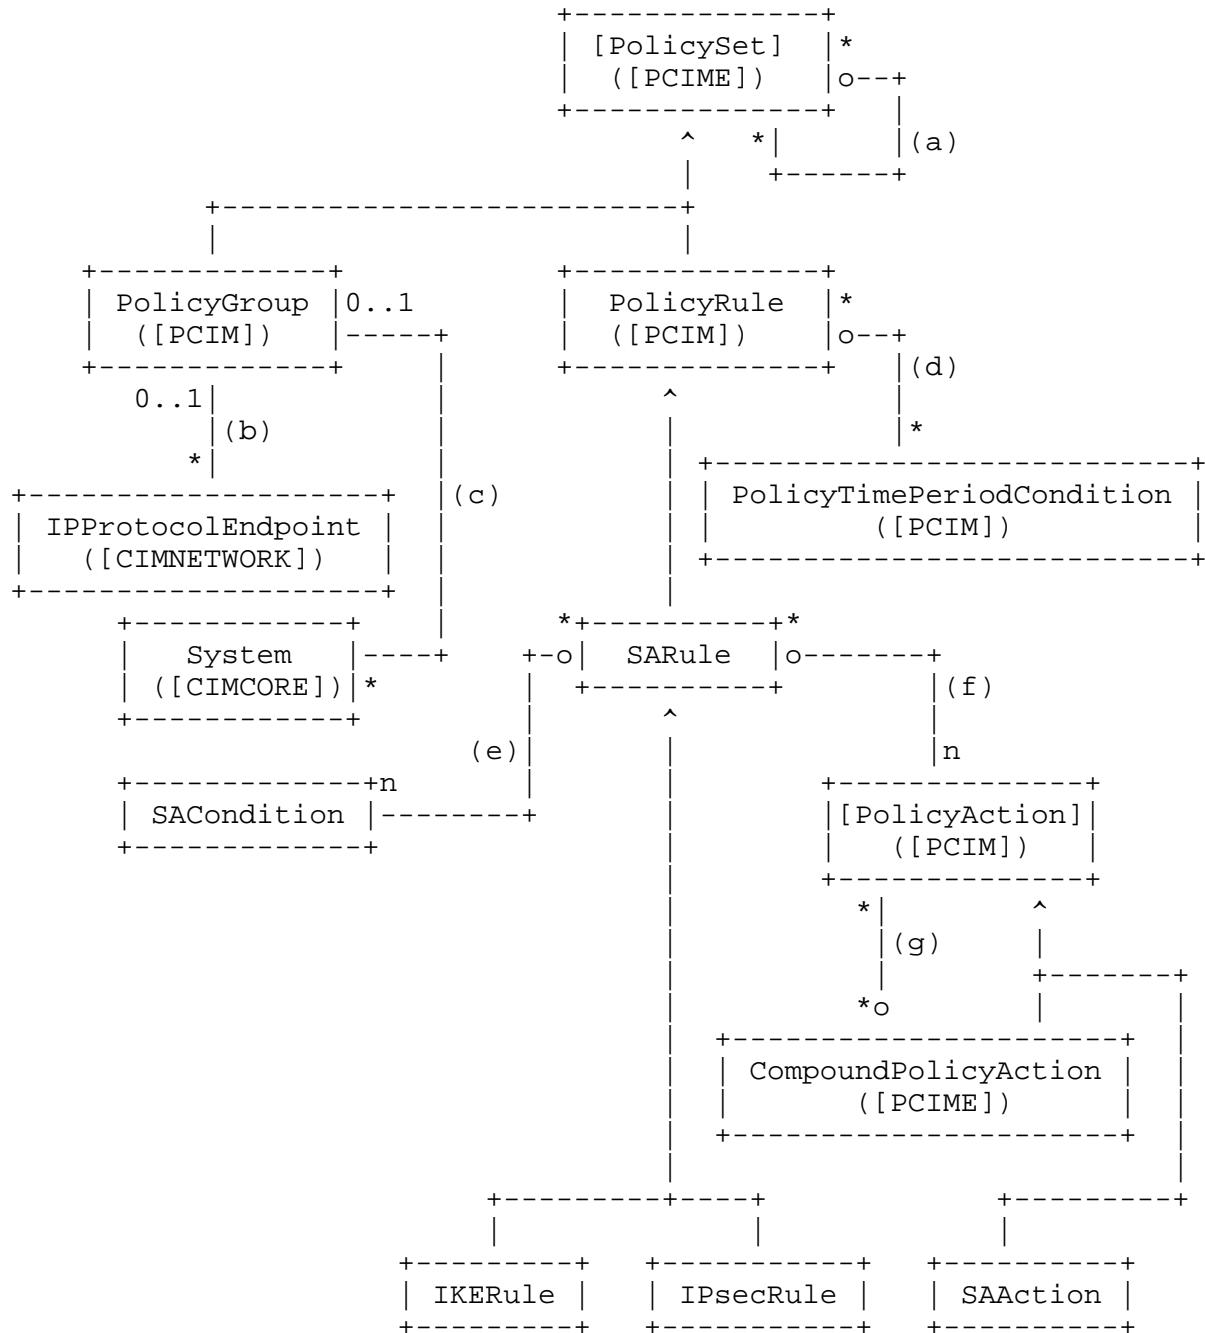 [PolicySet] *
([PCIME]) o
* (a)
PolicyGroup 0..1 PolicyRule *
([PCIM]) ([PCIM]) o
(d)
0..1
(b) *
*
(c) PolicyTimePeriodCondition
IPProtocolEndpoint ([PCIM])
([CIMNETWORK])
* *
System o SARule o
([CIMCORE]) * (f)
(e) n
n
SACondition [PolicyAction]
([PCIM])
*
(g)
*o
CompoundPolicyAction
([PCIME])
IKERule IPsecRule SAAction